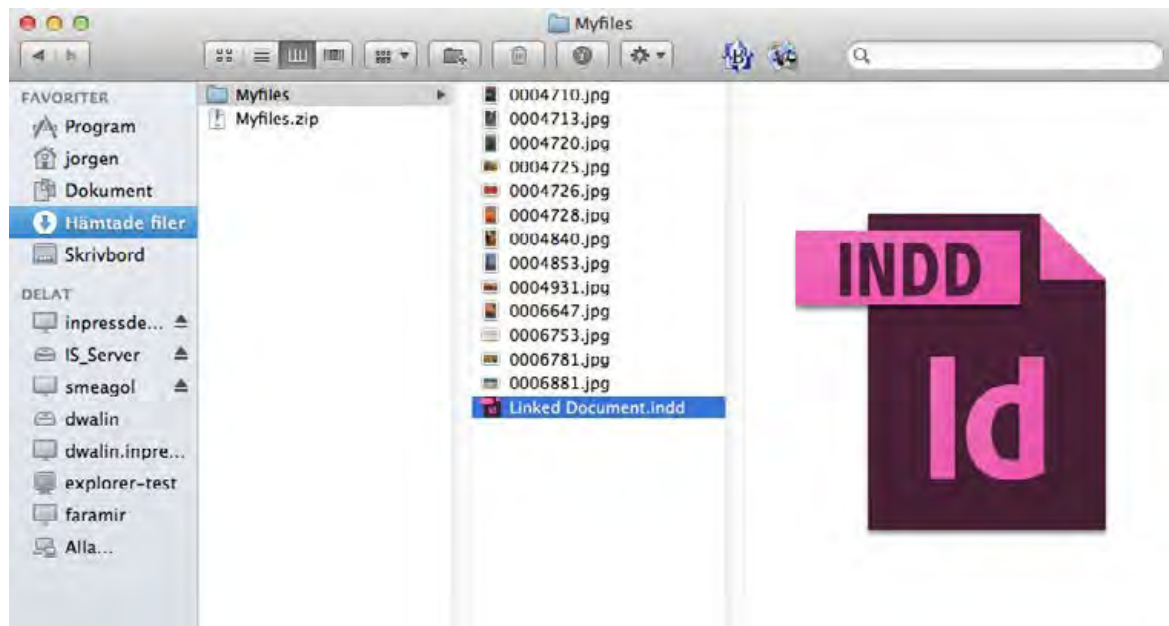 Myfiles
FAVORITER
Program
jorgen
Dokument
Hämtade filer
Skrivbord
DELAT
inpressde...
IS_Server
smeagol
dwalin
dwalin.inpre...
explorer-test
faramir
Alla...
Myfiles
Myfiles.zip
0004710.jpg
0004713.jpg
0004720.jpg
0004725.jpg
0004726.jpg
0004728.jpg
0004840.jpg
0004853.jpg
0004931.jpg
0006647.jpg
0006753.jpg
0006781.jpg
0006881.jpg
Linked Document.indd
INDD
Id